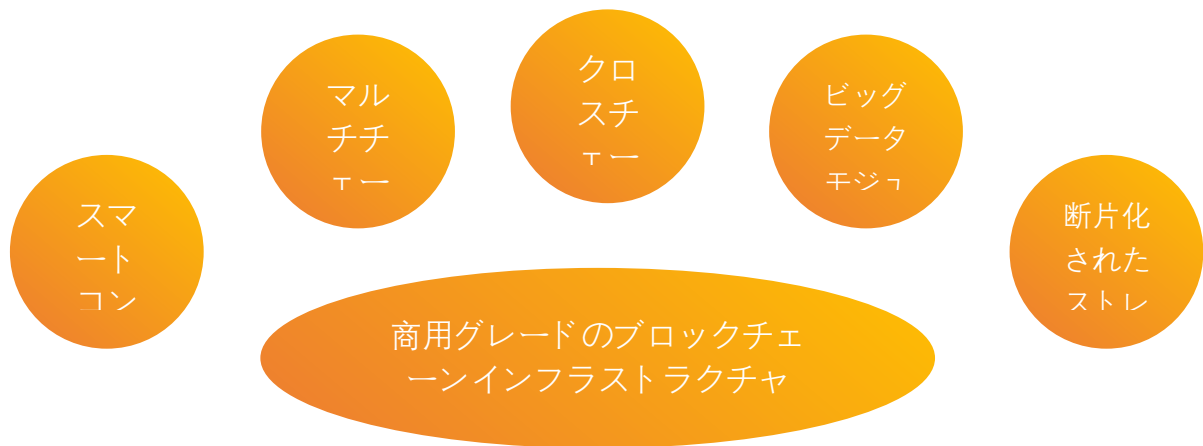 スマ
ート
コン
マル
チチ
ェー
クロ
スチ
ェー
ビッグ
データ
モジュ
断片化
された
ストレ
商用グレードのブロックチェ
ーンインフラストラクチャ